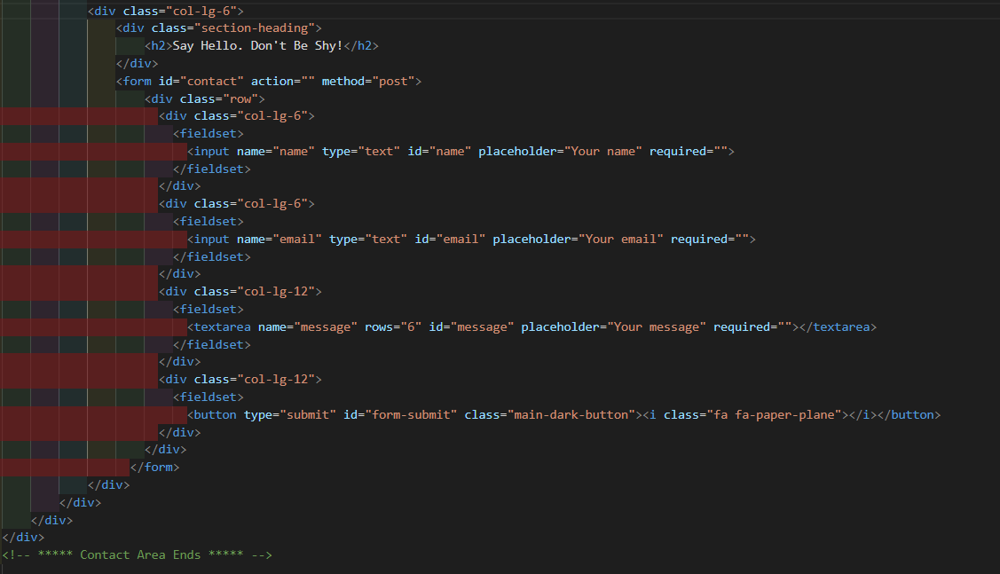 <div class="col-lg-6">
<div class="section-heading">
<h2>Say Hello. Don't Be Shy!</h2>
</div>
<form id="contact" action="" method="post">
<div class="row">
<div class="col-lg-6">
<fieldset>
<input name="name" type="text" id="name" placeholder="Your name" required="">
</fieldset>
</div>
<div class="col-lg-6">
<fieldset>
<input name="email" type="text" id="email" placeholder="Your email" required="">
</fieldset>
</div>
<div class="col-lg-12">
<fieldset>
<textarea name="message" rows="6" id="message" placeholder="Your message" required=""></textarea>
</fieldset>
</div>
<div class="col-lg-12">
<fieldset>
<button type="submit" id="form-submit" class="main-dark-button"><i class="fa fa-paper-plane"></i></button>
</div>
</div>
</form>
</div>
</div>
</div>
</div>
<!-- ***** Contact Area Ends ***** -->